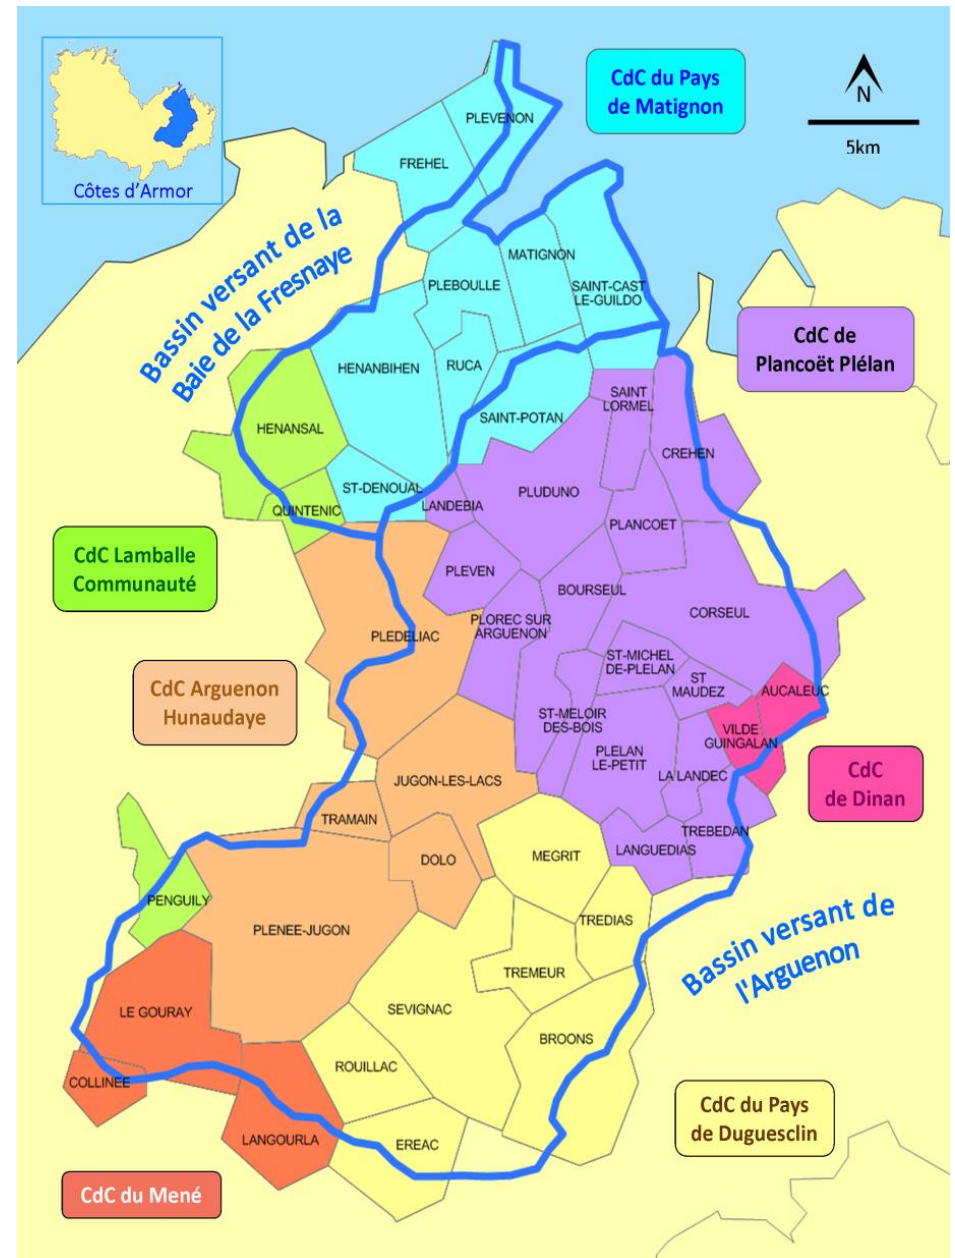 CdC du Pays
de Matignon
N
5km
Côtes d'Armor
PLEVENON
FREHEL
Bassin versant de la
Baie de la Fresnaye
MATIGNON
PLEBOULLE
SAINT-CAST
LE-GUILDO
CdC de
Plancoët Plélan
HENANBIHEN
RUCA
SAINT
LORMEL
SAINT-POTAN
HENANSAL
CREHEN
ST-DENOUAL
PLUDUNO
QUINTENIC
LANDEBIA
PLANCOET
CdC Lamballe
Communauté
PLEVEN
BOURSEUL
CORSEUL
PLEDELIAC
PLOREC SUR
ARGUENON
ST-MICHEL
DE-PLELAN
ST
MAUDEZ
AUCALEUC
CdC Arguenon
Hunaudaye
ST-MELOIR
DES-BOIS
VILDE
GUINGALAN
PLELAN
LE-PETIT
LA LANDEC
JUGON-LES-LACS
CdC
de Dinan
TRAMAIN
TREBEDAN
LANGUEDIAS
DOLO
MEGRIT
PENGUILY
TREDIAS
PLENEE-JUGON
Bassin versant de
l'Arguenon
TREMEUR
LE GOURAY
SEVIGNAC
BROONS
ROUILLAC
COLLINEE
CdC du Pays
de Duguesclin
LANGOURLA
EREAC
CdC du Mené